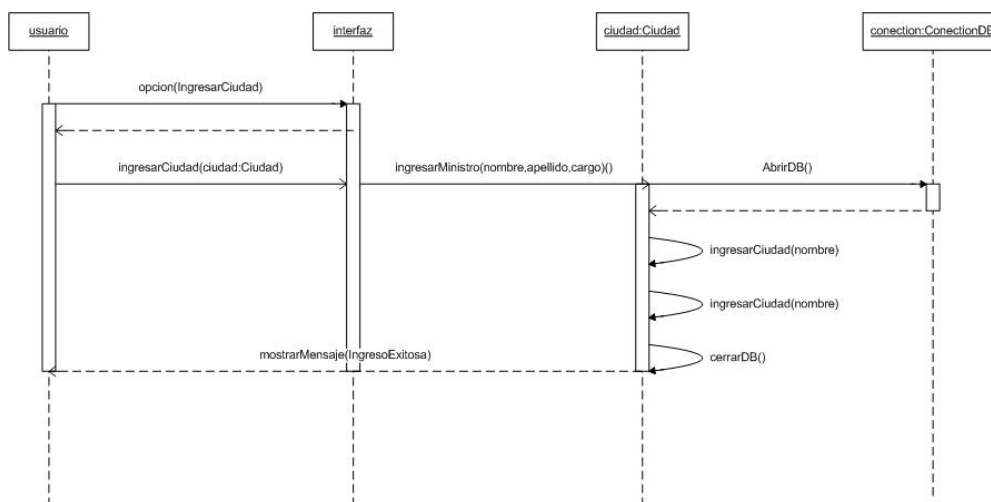 usuario
interfaz
ciudad:Ciudad
conection:ConectionDB
opcion(IngresarCiudad)
ingresarCiudad(ciudad:Ciudad)
ingresarMinistro(nombre,apellido,cargo)()
AbrirDB()
ingresarCiudad(nombre)
ingresarCiudad(nombre)
mostrarMensaje(IngresoExitosa)
cerrarDB()